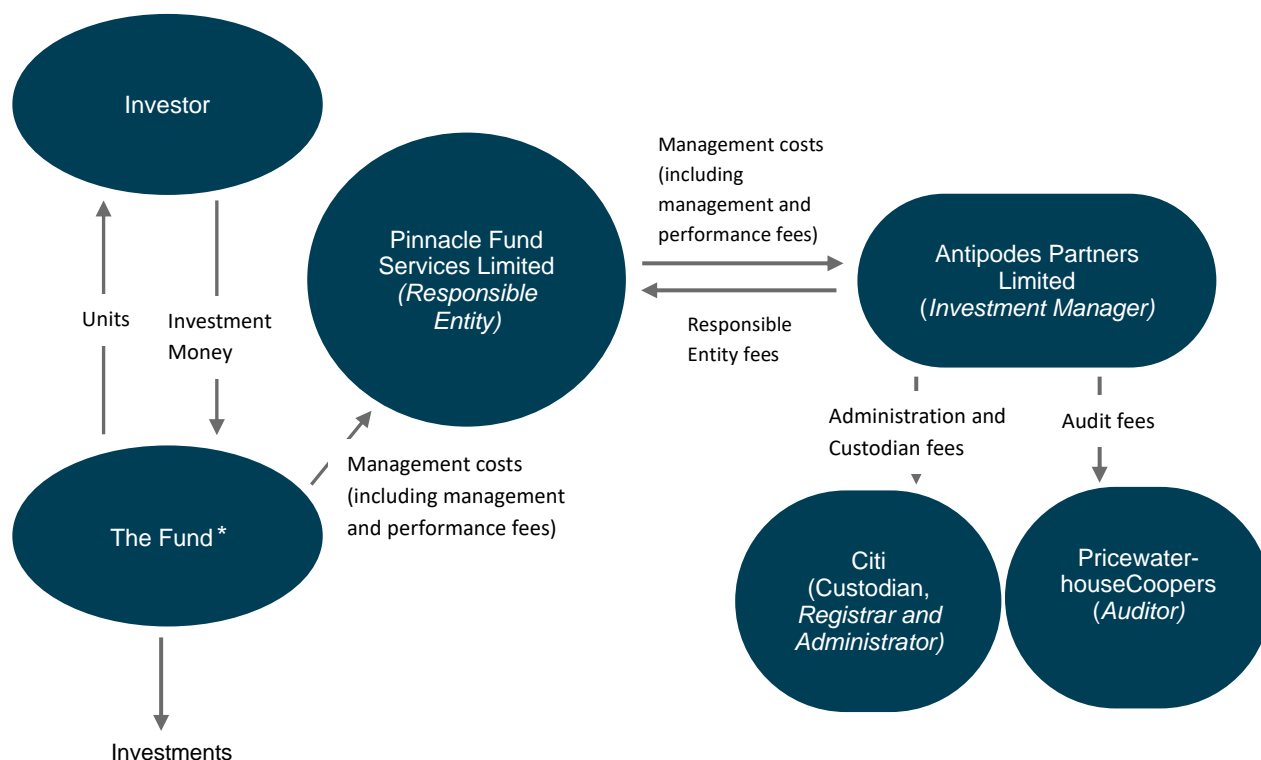 Investor
Management costs
(including
management and
performance fees)
Pinnacle Fund
Services Limited
(Responsible
Entity)
Antipodes Partners
Limited
(Investment Manager)
Units
Investment
Money
Responsible
Entity fees
Administration and
Custodian fees
Audit fees
Management costs
(including management
and performance fees)
The Fund *
Citi
(Custodian,
Registrar and
Administrator)
Pricewater-
houseCoopers
(Auditor)
Investments